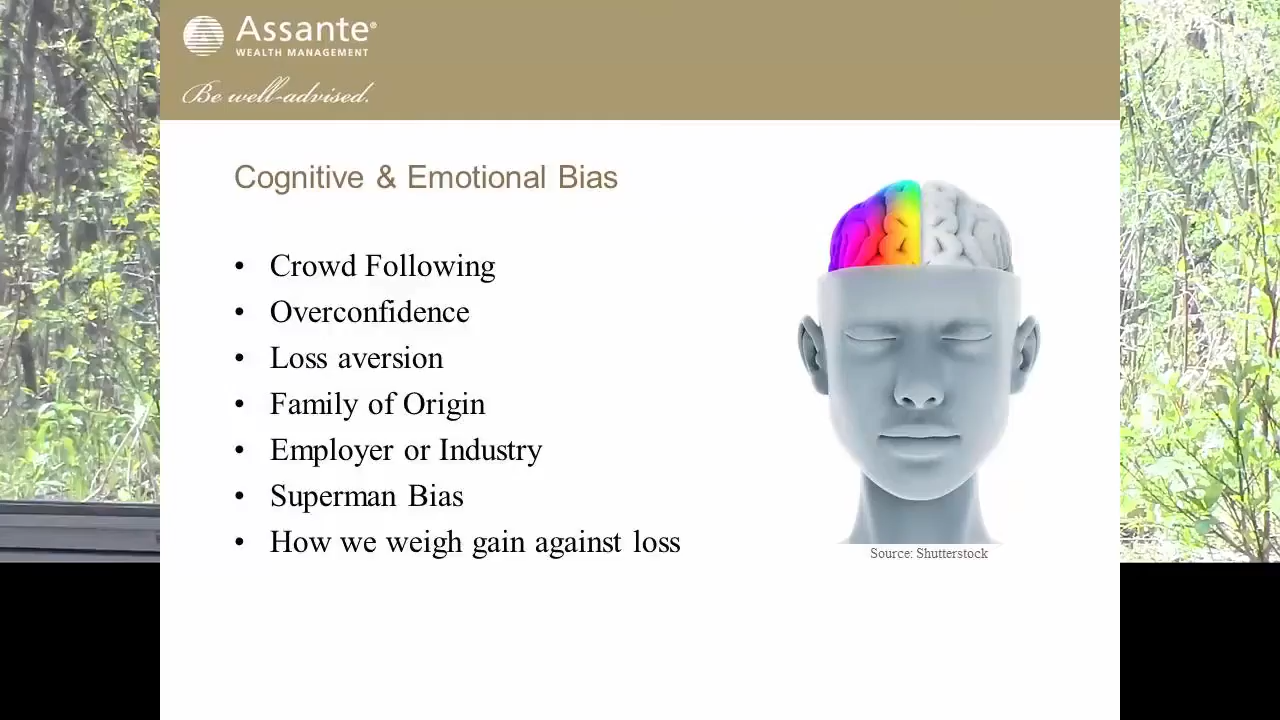 Assante®
WEALTH MANAGEMENT
Be well-advised.
Cognitive & Emotional Bias
• Crowd Following
• Overconfidence
• Loss aversion
• Family of Origin
• Employer or Industry
• Superman Bias
• How we weigh gain against loss
Source: Shutterstock